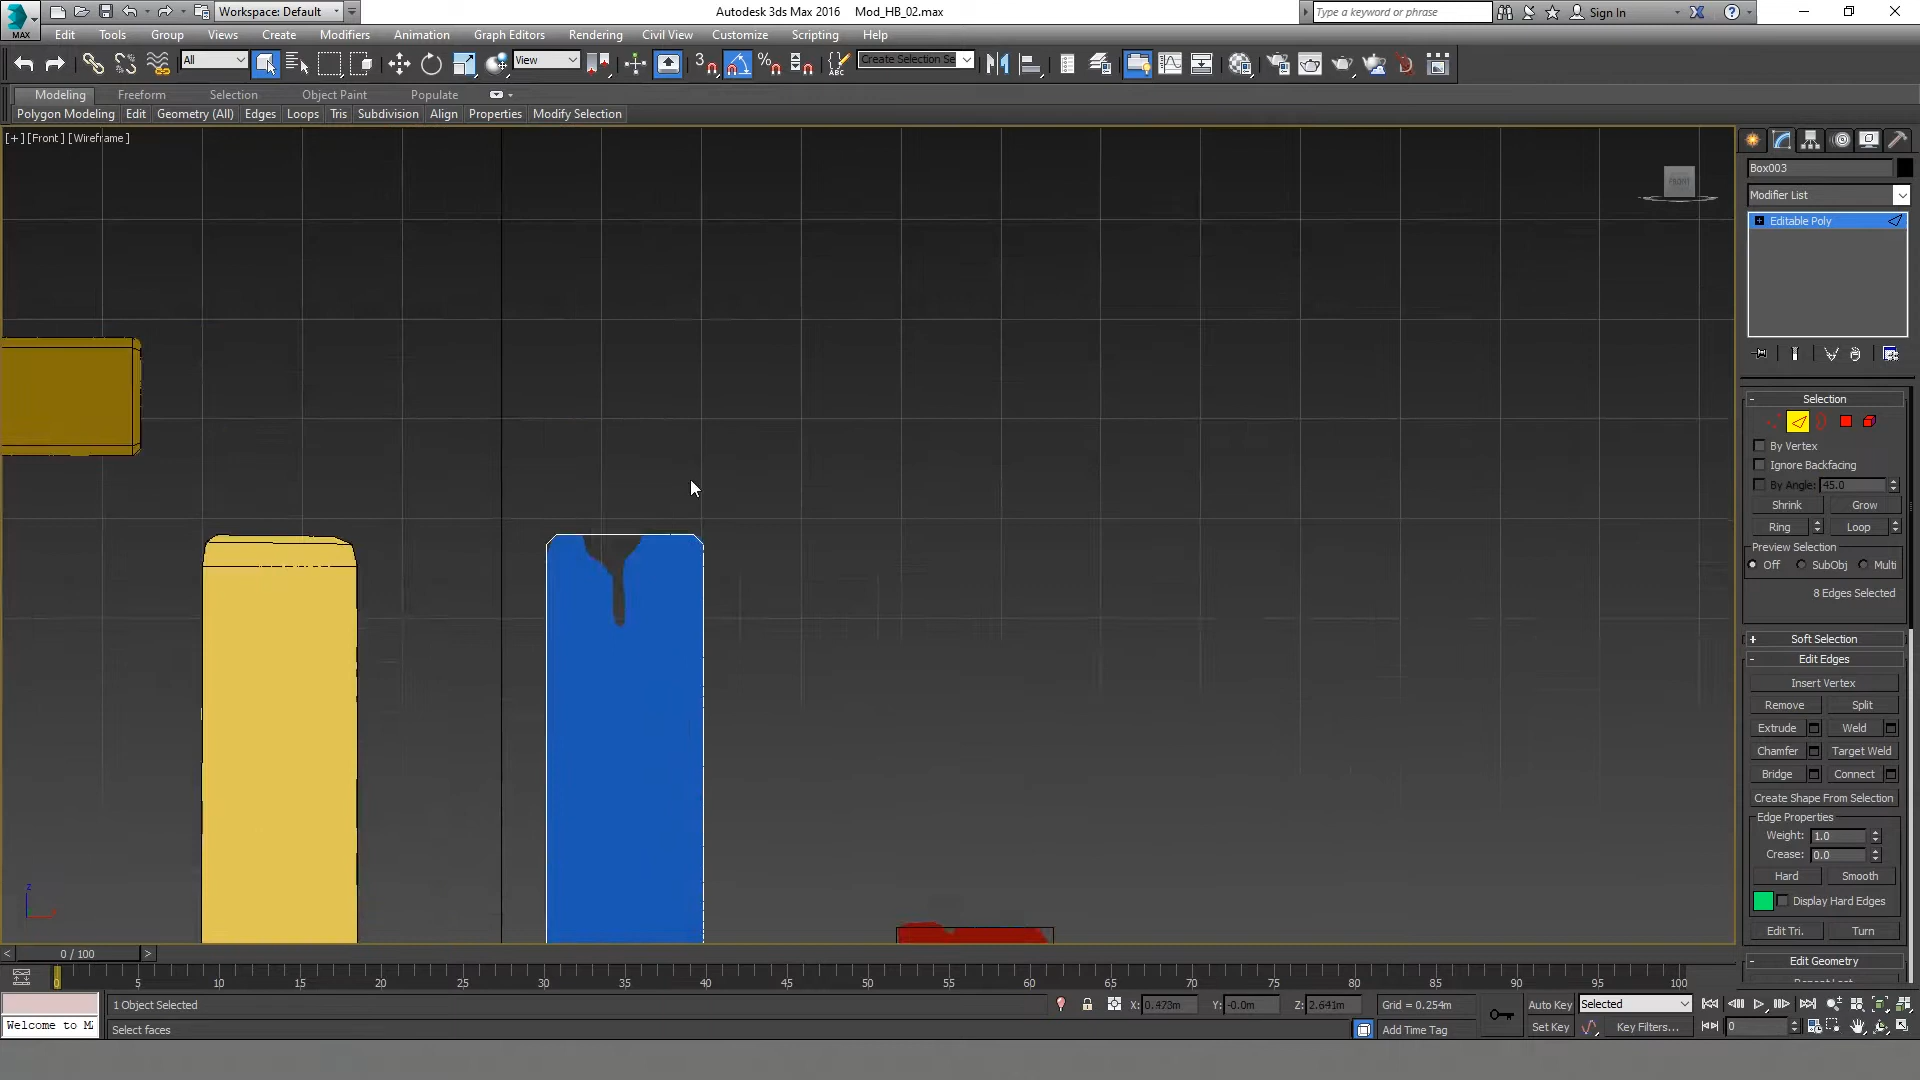 MAX
Workspace: Default
Autodesk 3ds Max 2016 Mod_HB_02.max
Type a keyword or phrase
Sign In
Edit Tools Group Views Create Modifiers Animation Graph Editors Rendering Civil View Customize Scripting Help
All
View
3
ABC
Create Selection Se
Modeling Freeform Selection Object Paint Populate
Polygon Modeling Edit Geometry (All) Edges Loops Tris Subdivision Align Properties Modify Selection
[+] [Front] [Wireframe]
FRONT
Box003
Modifier List
Editable Poly
Selection
By Vertex
Ignore Backfacing
By Angle: 45.0
Shrink Grow
Ring Loop
Preview Selection
Off SubObj Multi
8 Edges Selected
Soft Selection
Edit Edges
Insert Vertex
Remove Split
Extrude Weld
Chamfer Target Weld
Bridge Connect
Create Shape From Selection
Edge Properties
Weight: 1.0
Crease: 0.0
Hard Smooth
Display Hard Edges
Edit Tri. Turn
Edit Geometry
z
< 0 / 100 >
0 5 10 15 20 25 30 35 40 45 50 55 60 65 70 75 80 85 90 95 100
1 Object Selected
X: 0.473m Y: -0.0m Z: 2.641m Grid = 0.254m
Auto Key Selected
Welcome to M
Select faces
Add Time Tag
Set Key Key Filters...
0